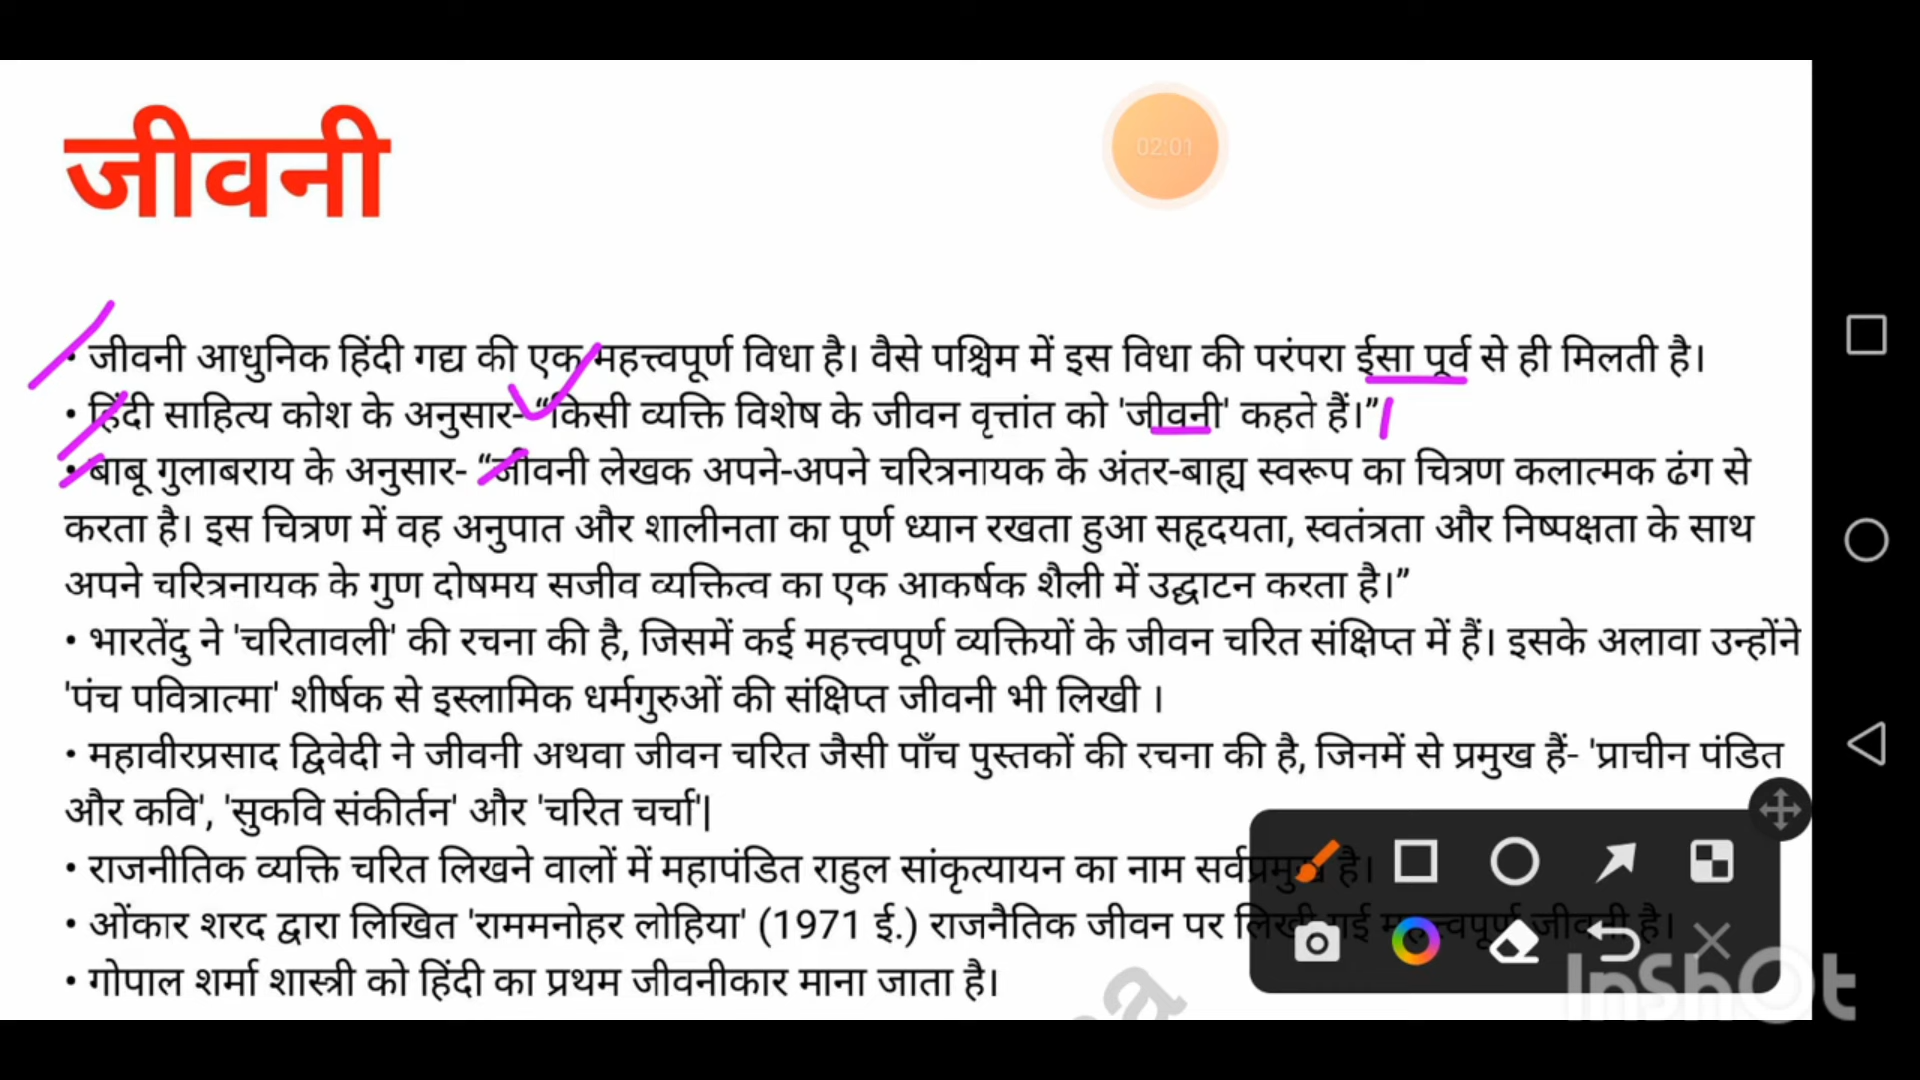 02:01
जीवनी
• जीवनी आधुनिक हिंदी गद्य की एक महत्त्वपूर्ण विधा है। वैसे पश्चिम में इस विधा की परंपरा ईसा पूर्व से ही मिलती है।
• हिंदी साहित्य कोश के अनुसार- “किसी व्यक्ति विशेष के जीवन वृत्तांत को 'जीवनी' कहते हैं।”
• बाबू गुलाबराय के अनुसार- “जीवनी लेखक अपने-अपने चरित्रनायक के अंतर-बाह्य स्वरूप का चित्रण कलात्मक ढंग से
करता है। इस चित्रण में वह अनुपात और शालीनता का पूर्ण ध्यान रखता हुआ सहृदयता, स्वतंत्रता और निष्पक्षता के साथ
अपने चरित्रनायक के गुण दोषमय सजीव व्यक्तित्व का एक आकर्षक शैली में उद्घाटन करता है।”
• भारतेंदु ने 'चरितावली' की रचना की है, जिसमें कई महत्त्वपूर्ण व्यक्तियों के जीवन चरित संक्षिप्त में हैं। इसके अलावा उन्होंने
'पंच पवित्रात्मा' शीर्षक से इस्लामिक धर्मगुरुओं की संक्षिप्त जीवनी भी लिखी ।
• महावीरप्रसाद द्विवेदी ने जीवनी अथवा जीवन चरित जैसी पाँच पुस्तकों की रचना की है, जिनमें से प्रमुख हैं- 'प्राचीन पंडित
और कवि', 'सुकवि संकीर्तन' और 'चरित चर्चा'|
• राजनीतिक व्यक्ति चरित लिखने वालों में महापंडित राहुल सांकृत्यायन का नाम सर्वप्रमुख है।
• ओंकार शरद द्वारा लिखित 'राममनोहर लोहिया' (1971 ई.) राजनैतिक जीवन पर लिखी गई महत्त्वपूर्ण जीवनी है।
• गोपाल शर्मा शास्त्री को हिंदी का प्रथम जीवनीकार माना जाता है।
InShOt